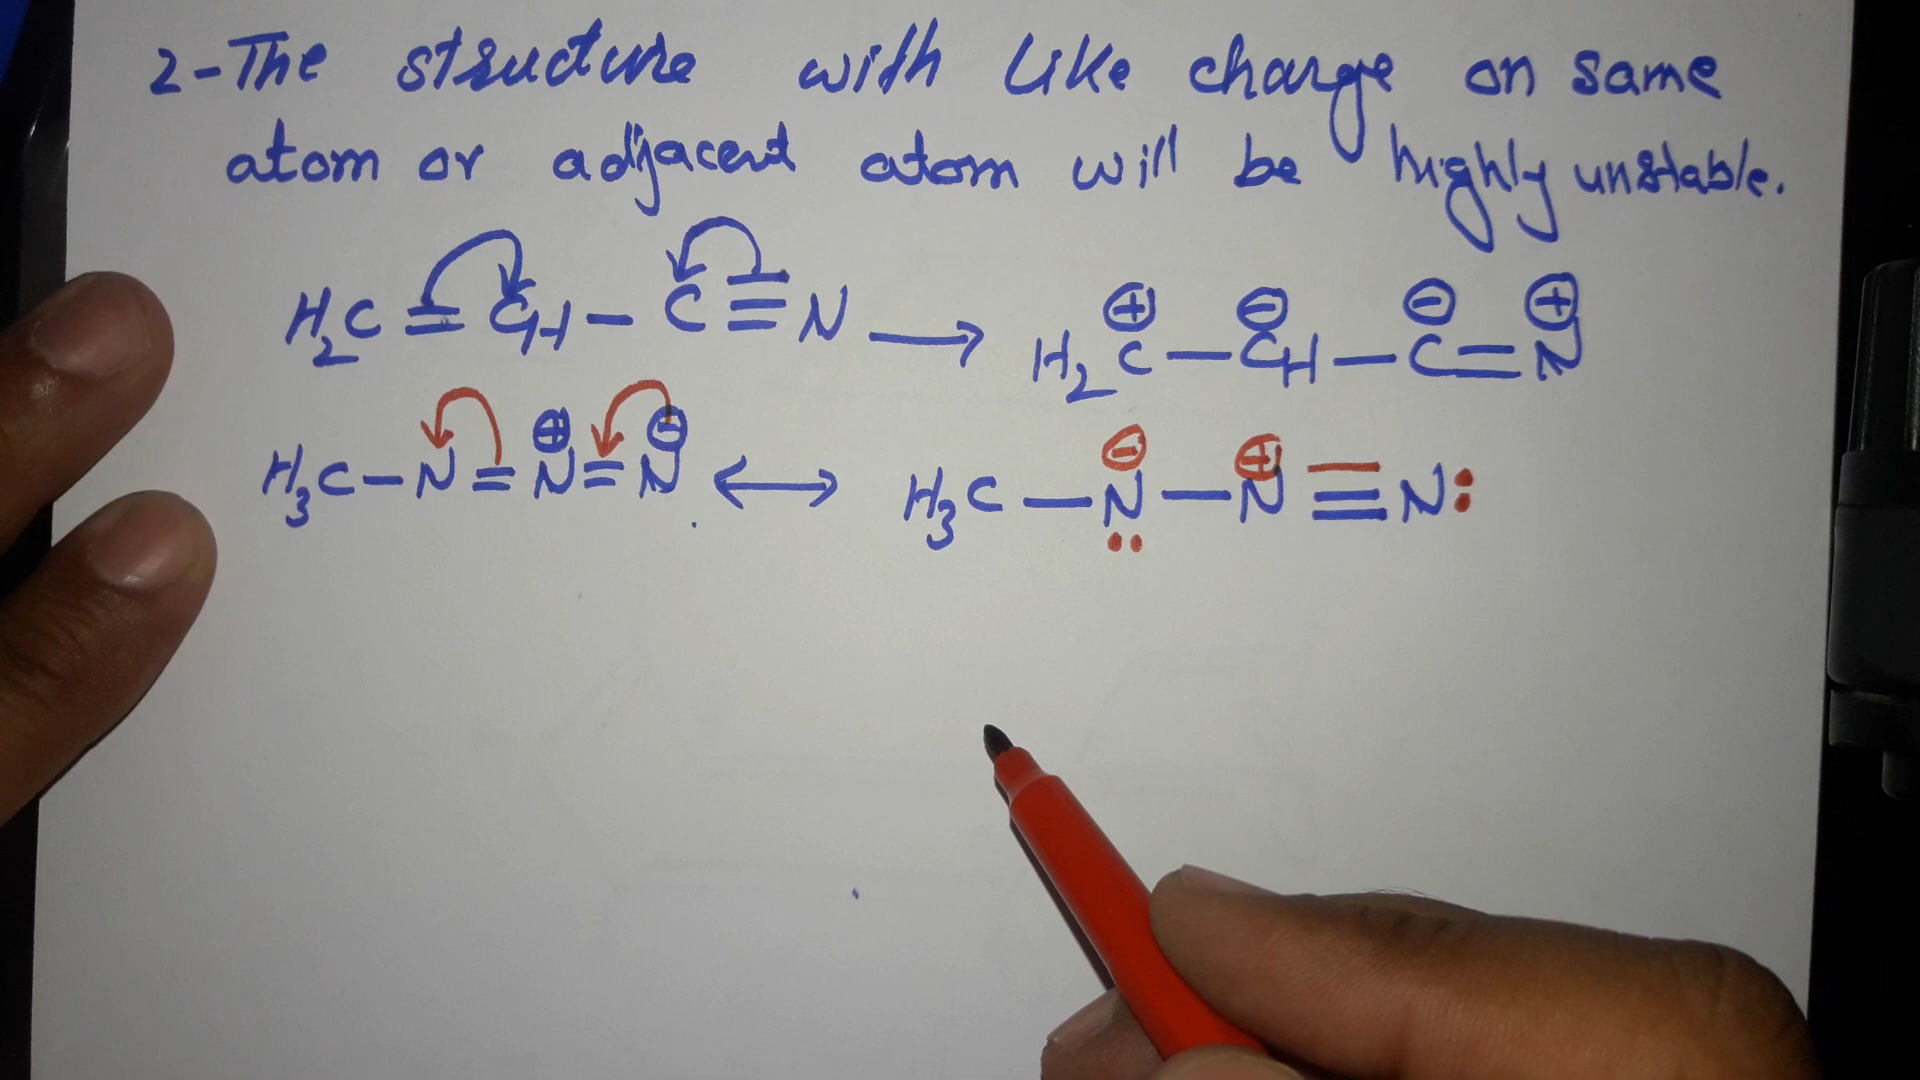 2-The structure with like charge on same
atom or adjacent atom will be highly unstable.
H₂C = CH – C ≡ N ⟶ H₂C⊕ – CH⊖ – C⊖ = N⊕
H₃C – N = N⊕ = N⊖ ⟷ H₃C – N̤⊖ – N⊕ ≡ N: